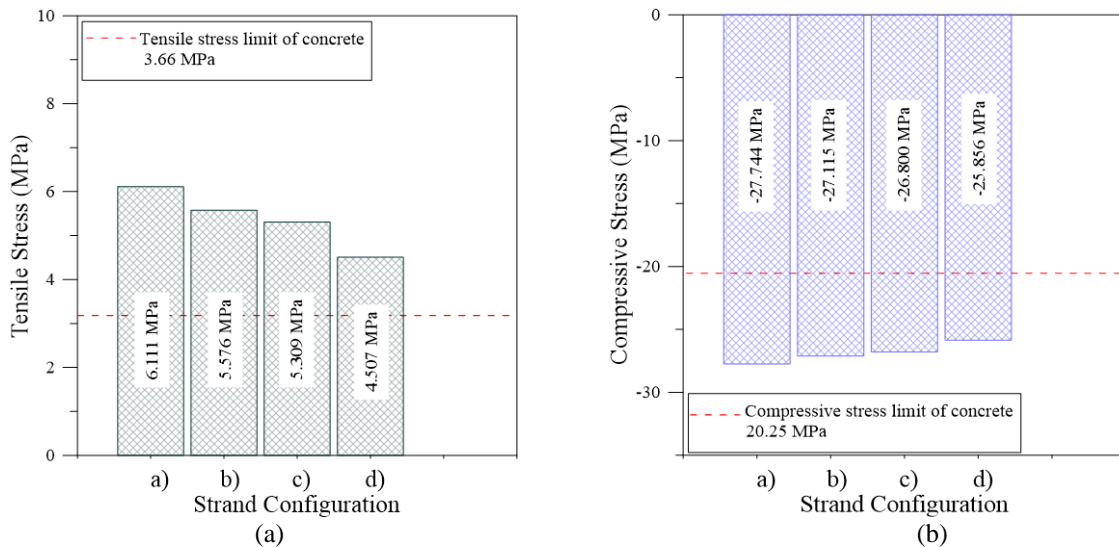 10
8
6
4
2
0
Tensile Stress (MPa)
Tensile stress limit of concrete
3.66 MPa
6.111 MPa
5.576 MPa
5.309 MPa
4.507 MPa
a) b) c) d)
Strand Configuration
(a)
0
-10
-20
-30
Compressive Stress (MPa)
-27.744 MPa
-27.115 MPa
-26.800 MPa
-25.856 MPa
Compressive stress limit of concrete
20.25 MPa
a) b) c) d)
Strand Configuration
(b)